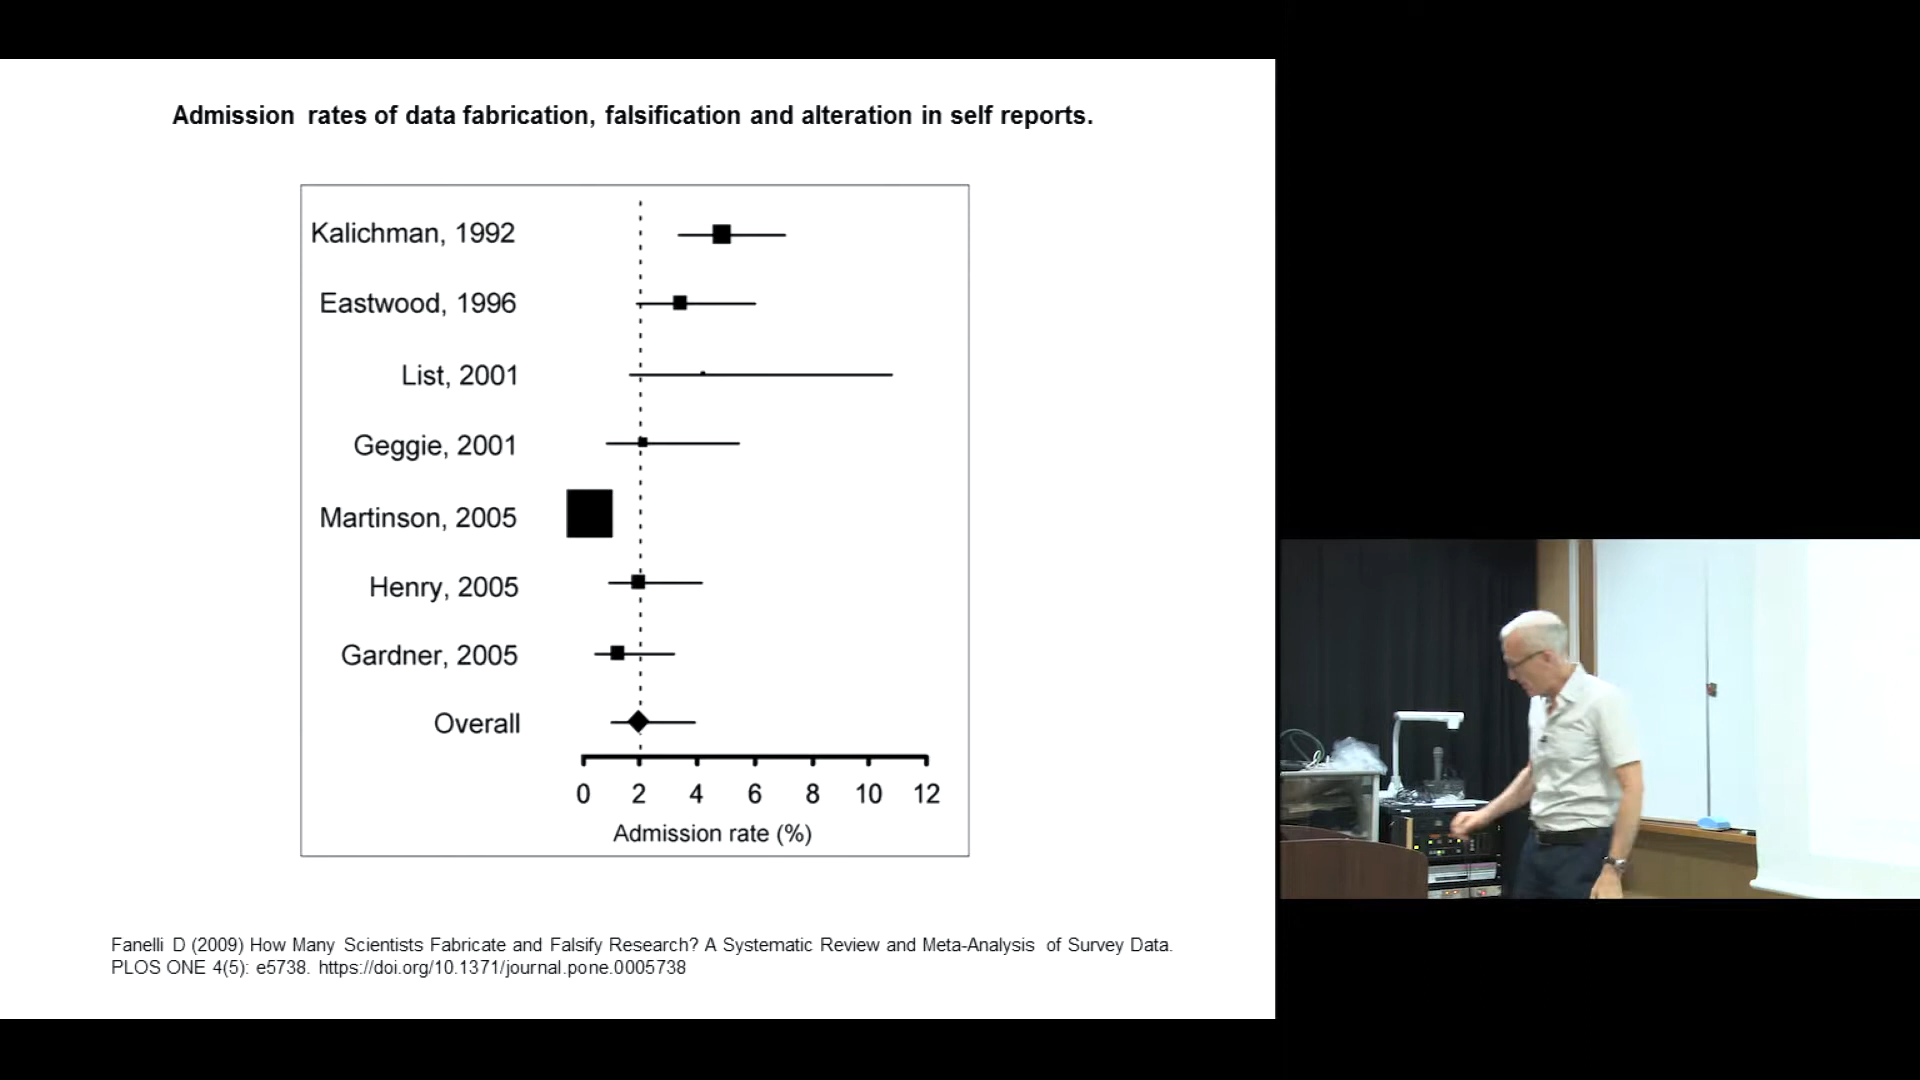 Admission rates of data fabrication, falsification and alteration in self reports.
Kalichman, 1992
Eastwood, 1996
List, 2001
Geggie, 2001
Martinson, 2005
Henry, 2005
Gardner, 2005
Overall
0 2 4 6 8 10 12
Admission rate (%)
Fanelli D (2009) How Many Scientists Fabricate and Falsify Research? A Systematic Review and Meta-Analysis of Survey Data.
PLOS ONE 4(5): e5738. https://doi.org/10.1371/journal.pone.0005738